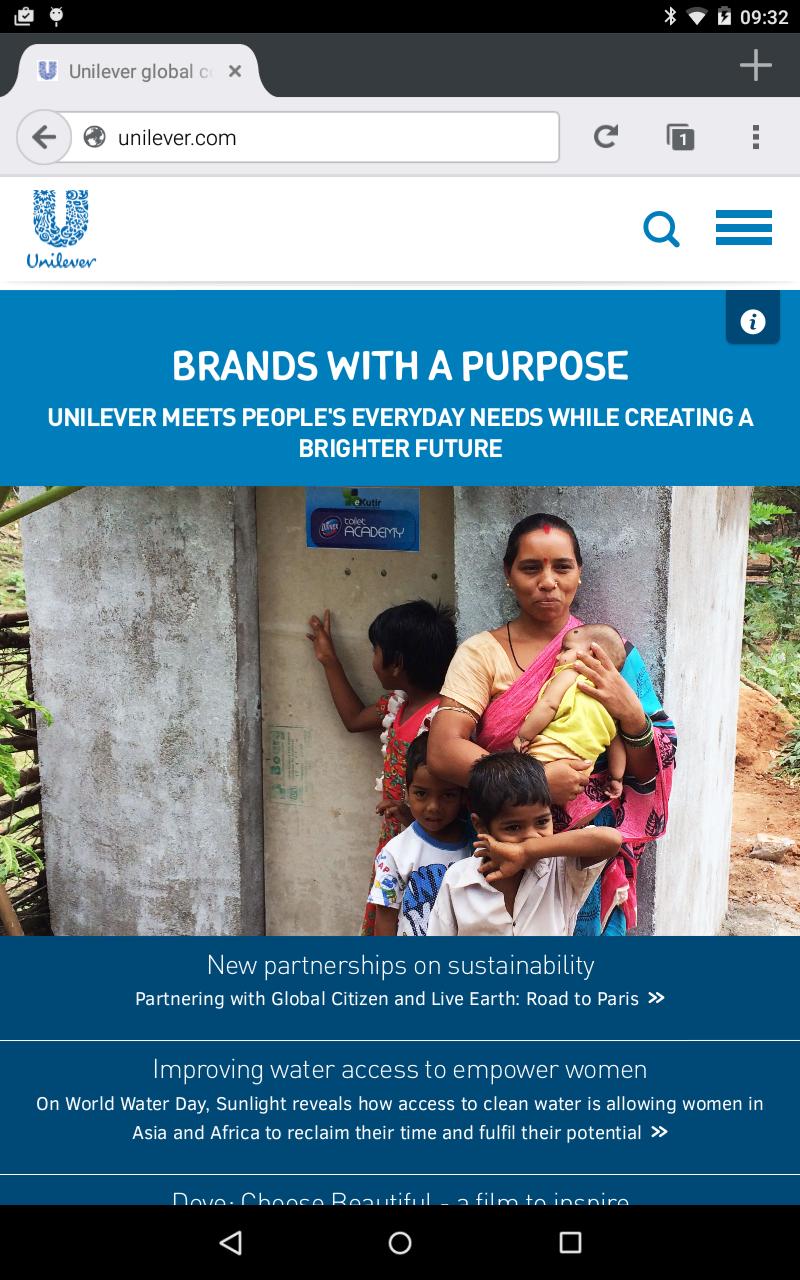 09:32
Unilever global c
unilever.com
1
Unilever
BRANDS WITH A PURPOSE
UNILEVER MEETS PEOPLE'S EVERYDAY NEEDS WHILE CREATING A
BRIGHTER FUTURE
eKutir
Domex toilet
ACADEMY
New partnerships on sustainability
Partnering with Global Citizen and Live Earth: Road to Paris »
Improving water access to empower women
On World Water Day, Sunlight reveals how access to clean water is allowing women in
Asia and Africa to reclaim their time and fulfil their potential »
Dove: Choose Beautiful - a film to inspire